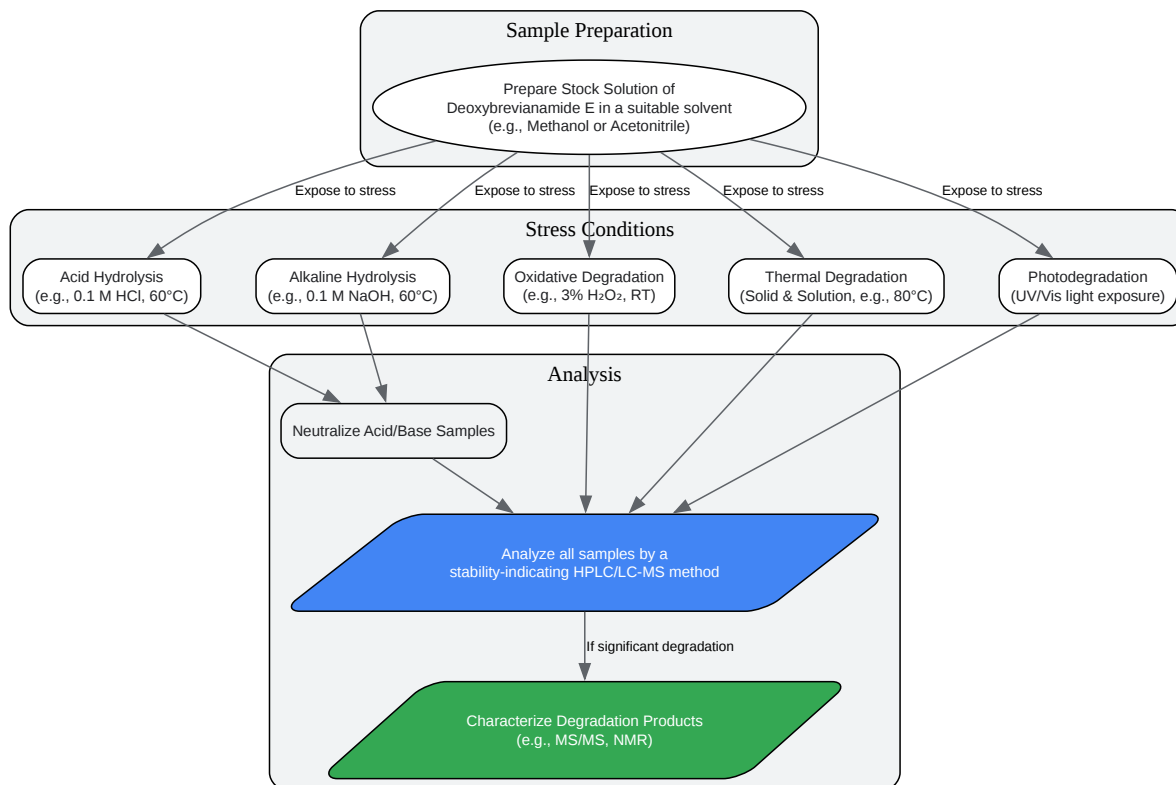 Sample Preparation
Prepare Stock Solution of
Deoxybrevianamide E in a suitable solvent
(e.g., Methanol or Acetonitrile)
Expose to stress
Expose to stress
Expose to stress
Expose to stress
Expose to stress
Stress Conditions
Acid Hydrolysis
(e.g., 0.1 M HCl, 60°C)
Alkaline Hydrolysis
(e.g., 0.1 M NaOH, 60°C)
Oxidative Degradation
(e.g., 3% H₂O₂, RT)
Thermal Degradation
(Solid & Solution, e.g., 80°C)
Photodegradation
(UV/Vis light exposure)
Analysis
Neutralize Acid/Base Samples
Analyze all samples by a
stability-indicating HPLC/LC-MS method
If significant degradation
Characterize Degradation Products
(e.g., MS/MS, NMR)